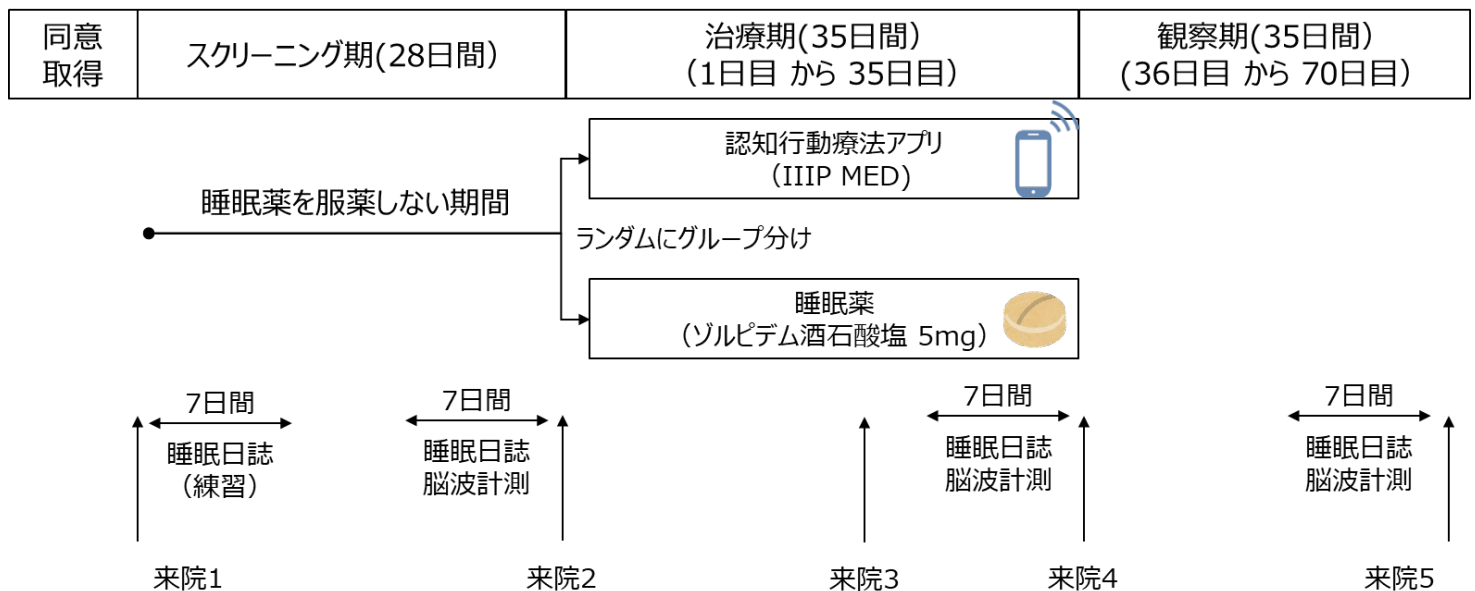 同意
取得
スクリーニング期(28日間)
治療期(35日間)
(1日目 から 35日目)
観察期(35日間)
(36日目 から 70日目)
認知行動療法アプリ
(IIIP MED)
睡眠薬を服薬しない期間
ランダムにグループ分け
睡眠薬
(ゾルピデム酒石酸塩 5mg)
7日間
睡眠日誌
(練習)
7日間
睡眠日誌
脳波計測
7日間
睡眠日誌
脳波計測
7日間
睡眠日誌
脳波計測
来院1
来院2
来院3
来院4
来院5